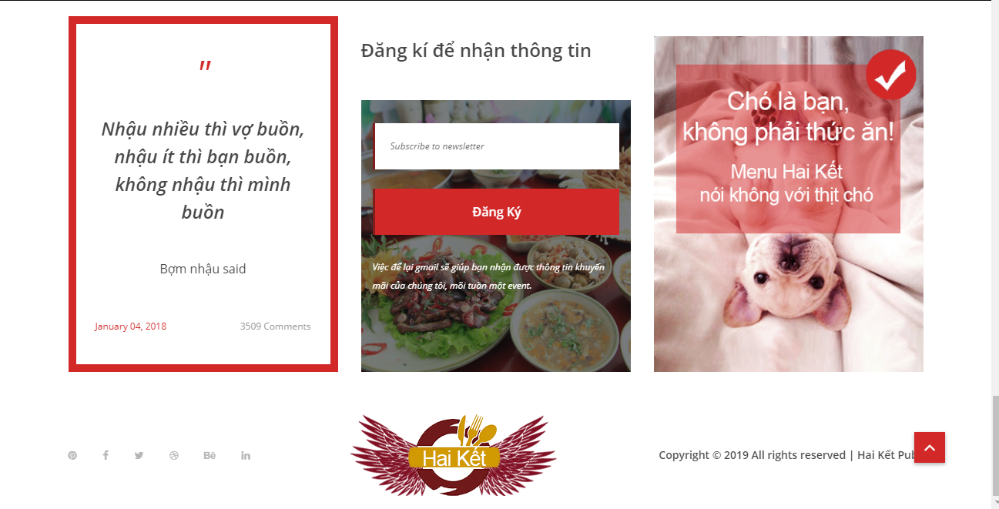 "
Nhậu nhiều thì vợ buồn,
nhậu ít thì bạn buồn,
không nhậu thì mình
buồn
Bợm nhậu said
January 04, 2018
3509 Comments
Đăng kí để nhận thông tin
Subscribe to newsletter
Đăng Ký
Việc để lại gmail sẽ giúp bạn nhận được thông tin khuyến
mãi của chúng tôi, mõi tuần một event.
Chó là bạn,
không phải thức ăn!
Menu Hai Kết
nói không với thịt chó
Hai Kết
Copyright © 2019 All rights reserved | Hai Kết Pub